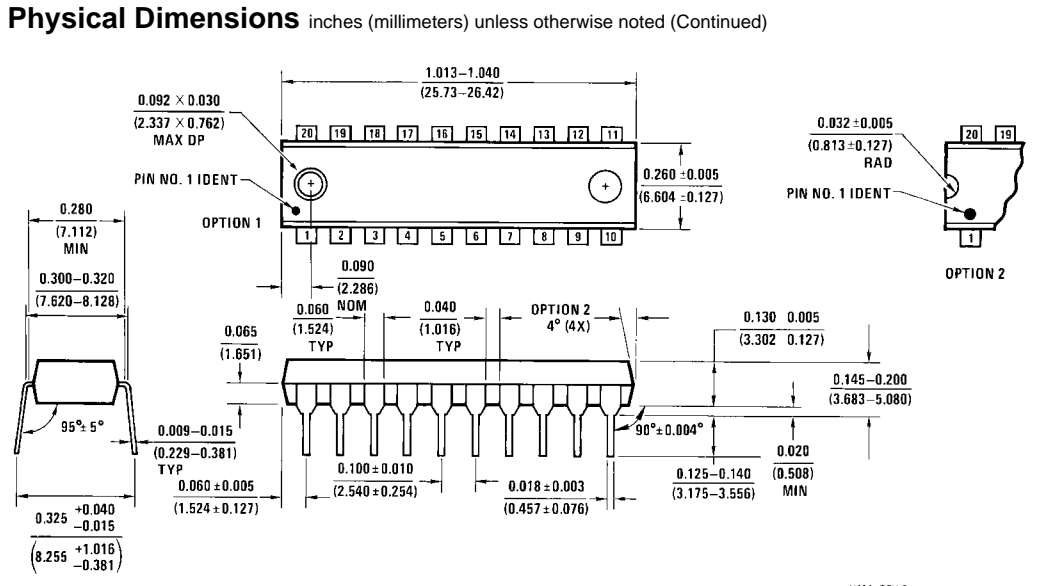 Physical Dimensions inches (millimeters) unless otherwise noted (Continued)
1.013–1.040
(25.73–26.42)
0.092 × 0.030
(2.337 × 0.762)
MAX DP
20 19 18 17 16 15 14 13 12 11
PIN NO. 1 IDENT
OPTION 1
0.260 ±0.005
(6.604 ±0.127)
1 2 3 4 5 6 7 8 9 10
0.032 ±0.005
(0.813 ±0.127)
RAD
20 19
PIN NO. 1 IDENT
1
OPTION 2
0.280
(7.112)
MIN
0.300–0.320
(7.620–8.128)
0.090
(2.286)
NOM
0.060
(1.524)
TYP
0.040
(1.016)
TYP
OPTION 2
4° (4X)
0.065
(1.651)
0.130 0.005
(3.302 0.127)
0.145–0.200
(3.683–5.080)
95°± 5°
0.009–0.015
(0.229–0.381)
TYP
90°±0.004°
0.020
(0.508)
MIN
0.125–0.140
(3.175–3.556)
0.100 ±0.010
(2.540 ±0.254)
0.018 ±0.003
(0.457 ±0.076)
0.060 ±0.005
(1.524 ±0.127)
0.325 +0.040
–0.015
(8.255 +1.016
–0.381)